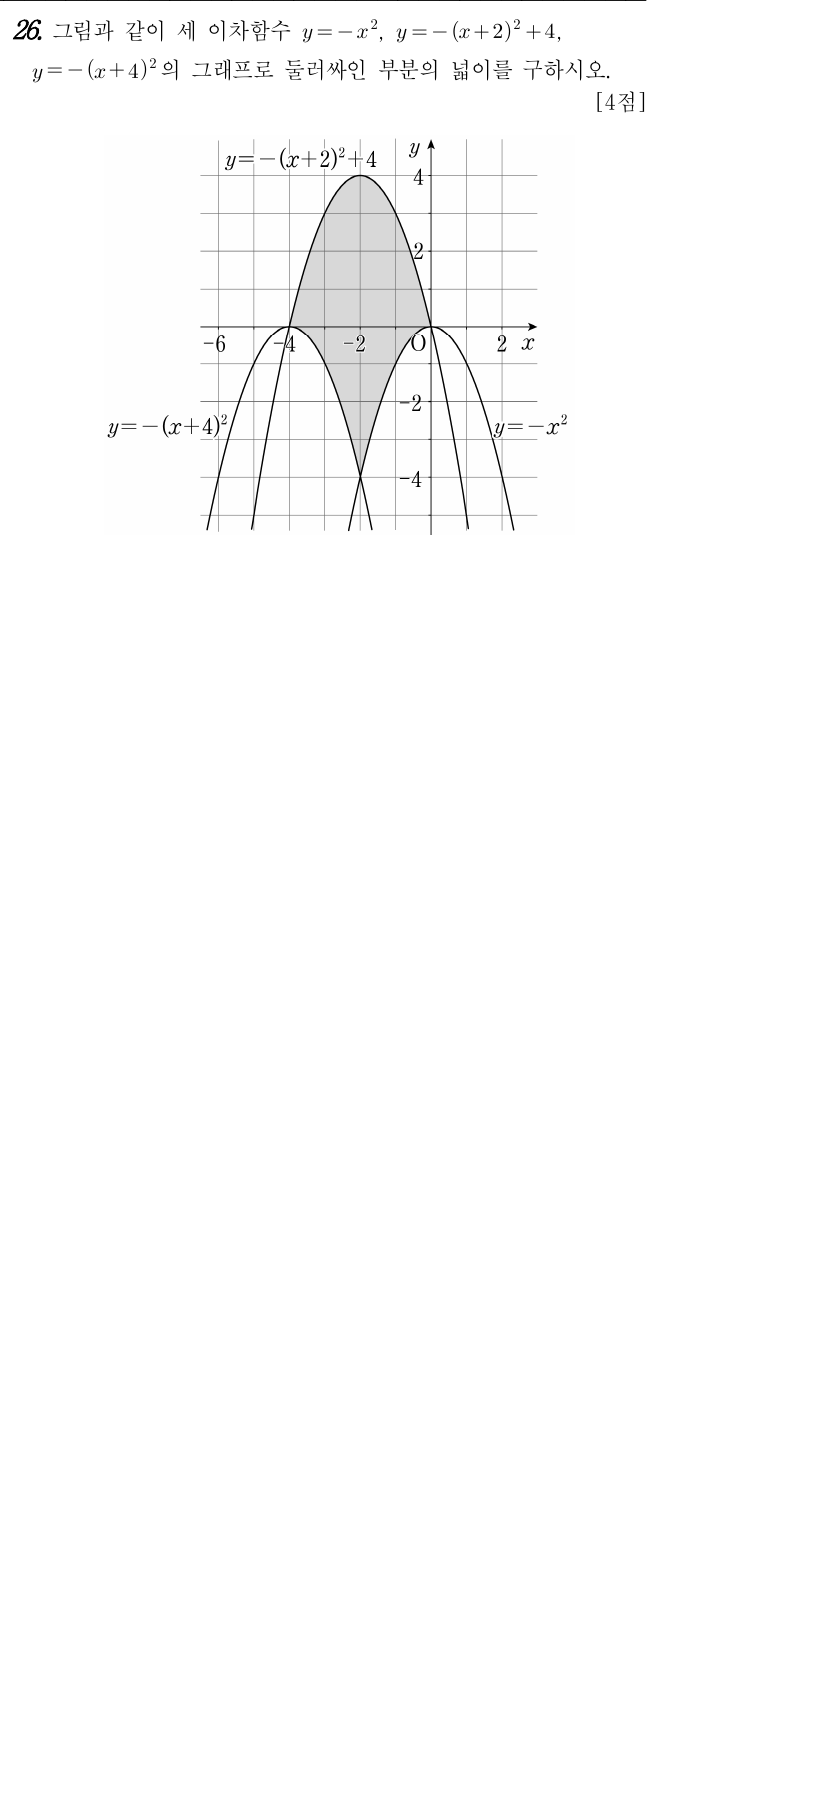 26. 그림과 같이 세 이차함수 y=−x², y=−(x+2)²+4,
y=−(x+4)²의 그래프로 둘러싸인 부분의 넓이를 구하시오.
[4점]
y=−(x+2)²+4
y
4
2
−6
−4
−2
O
2
x
−2
y=−(x+4)²
y=−x²
−4